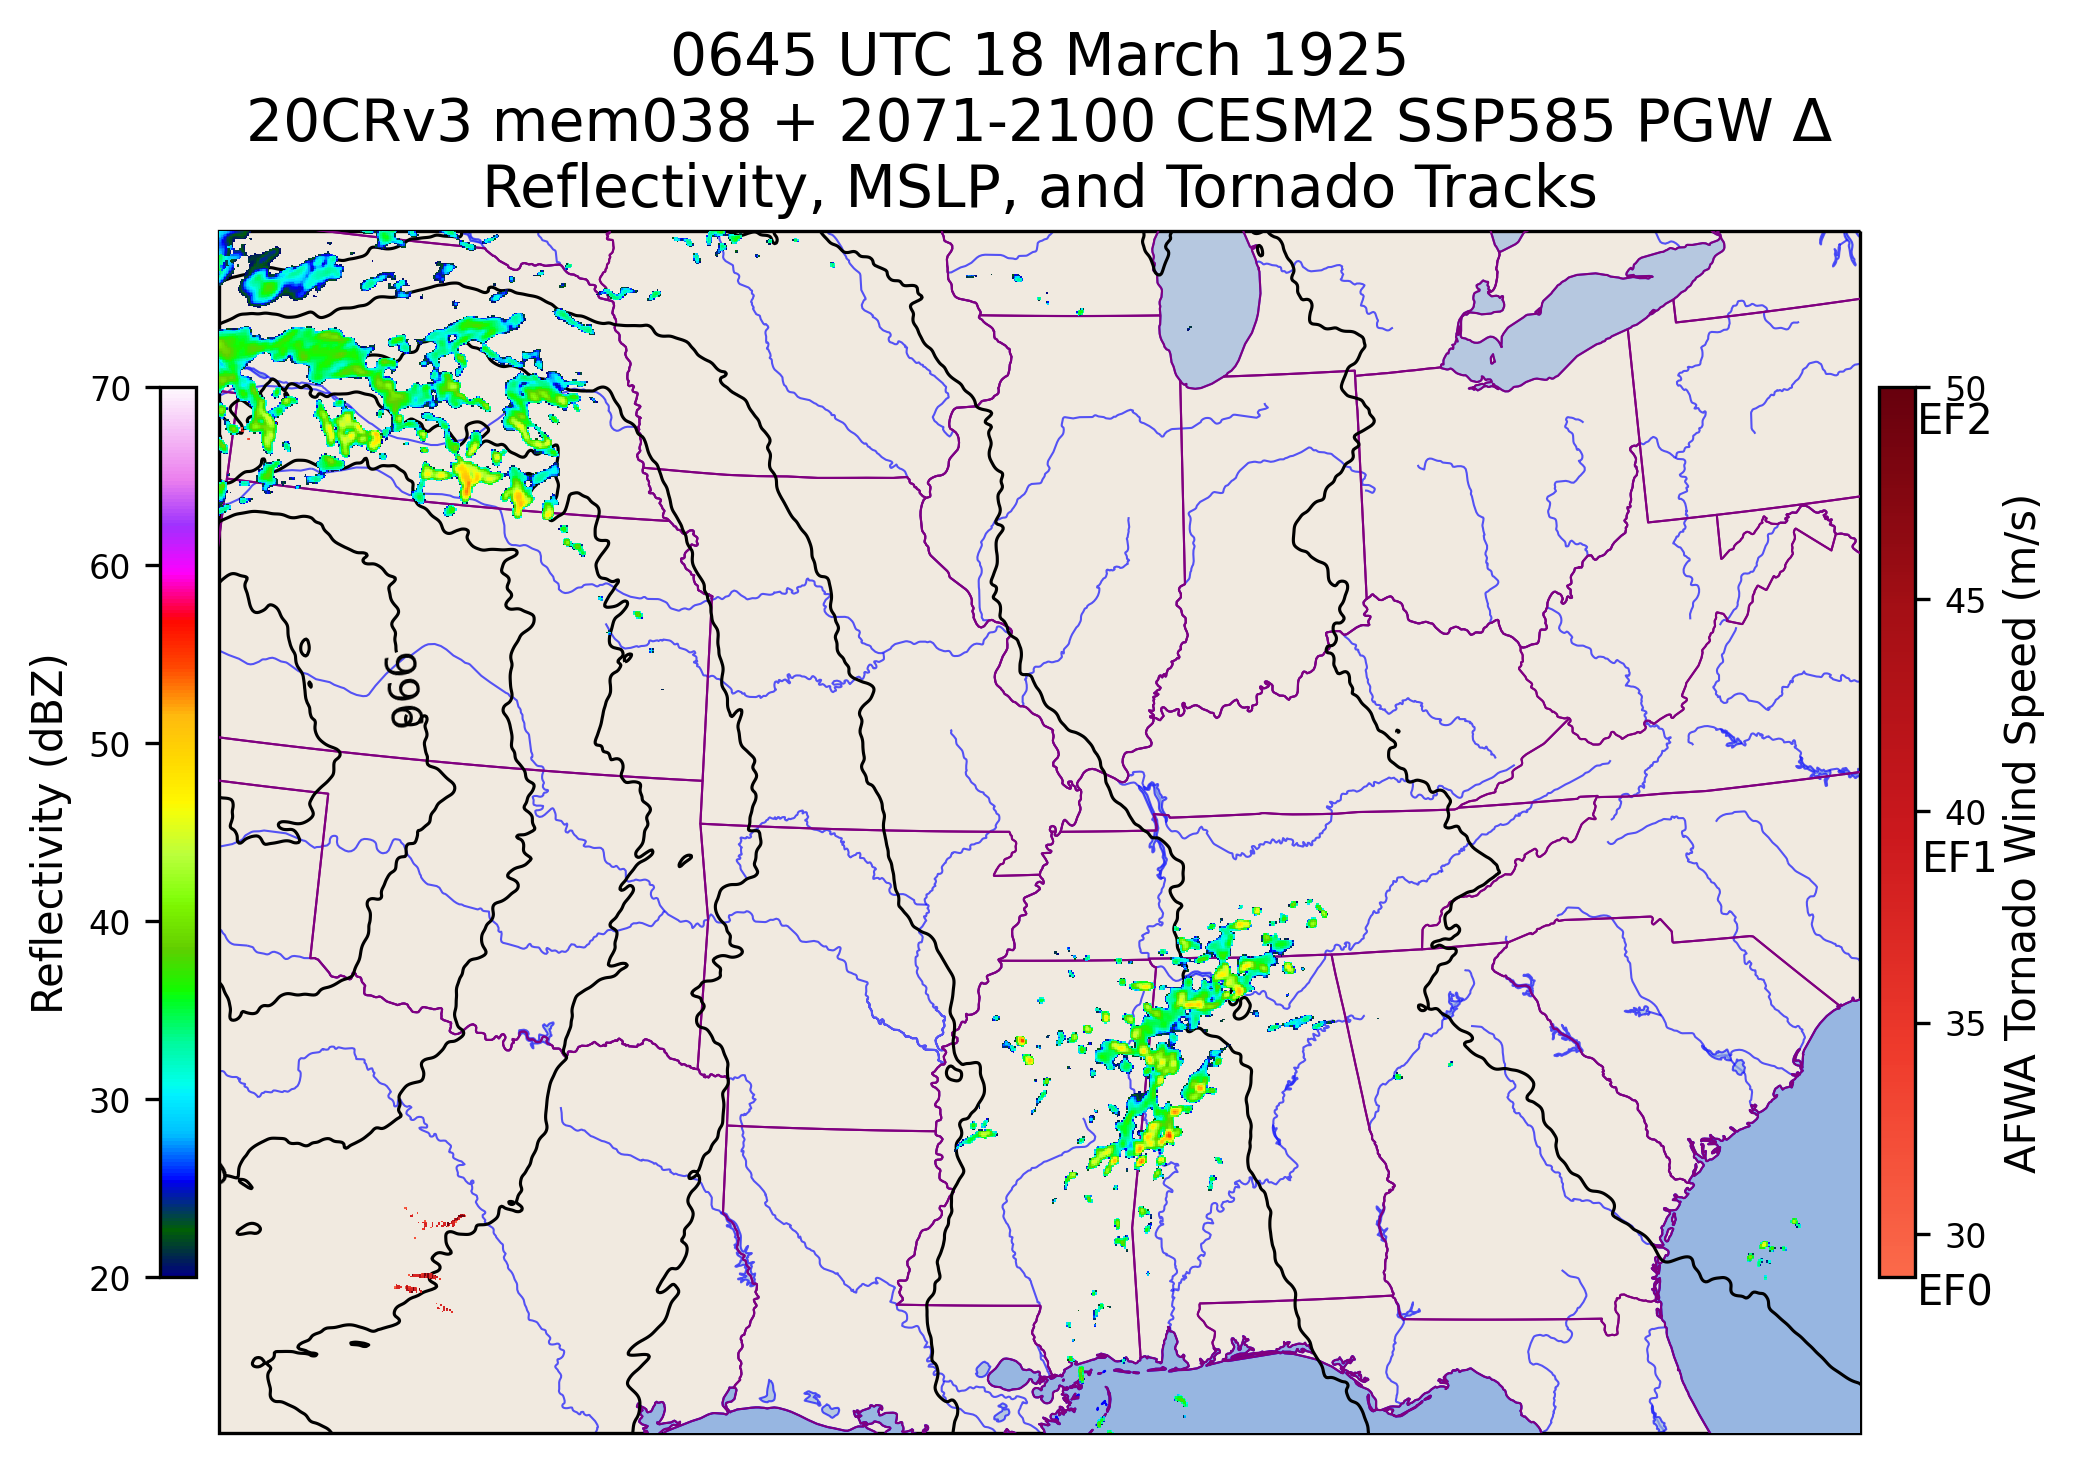 0645 UTC 18 March 1925
20CRv3 mem038 + 2071-2100 CESM2 SSP585 PGW Δ
Reflectivity, MSLP, and Tornado Tracks
Reflectivity (dBZ)
70
60
50
40
30
20
996
50
EF2
45
40
EF1
35
30
EF0
AFWA Tornado Wind Speed (m/s)